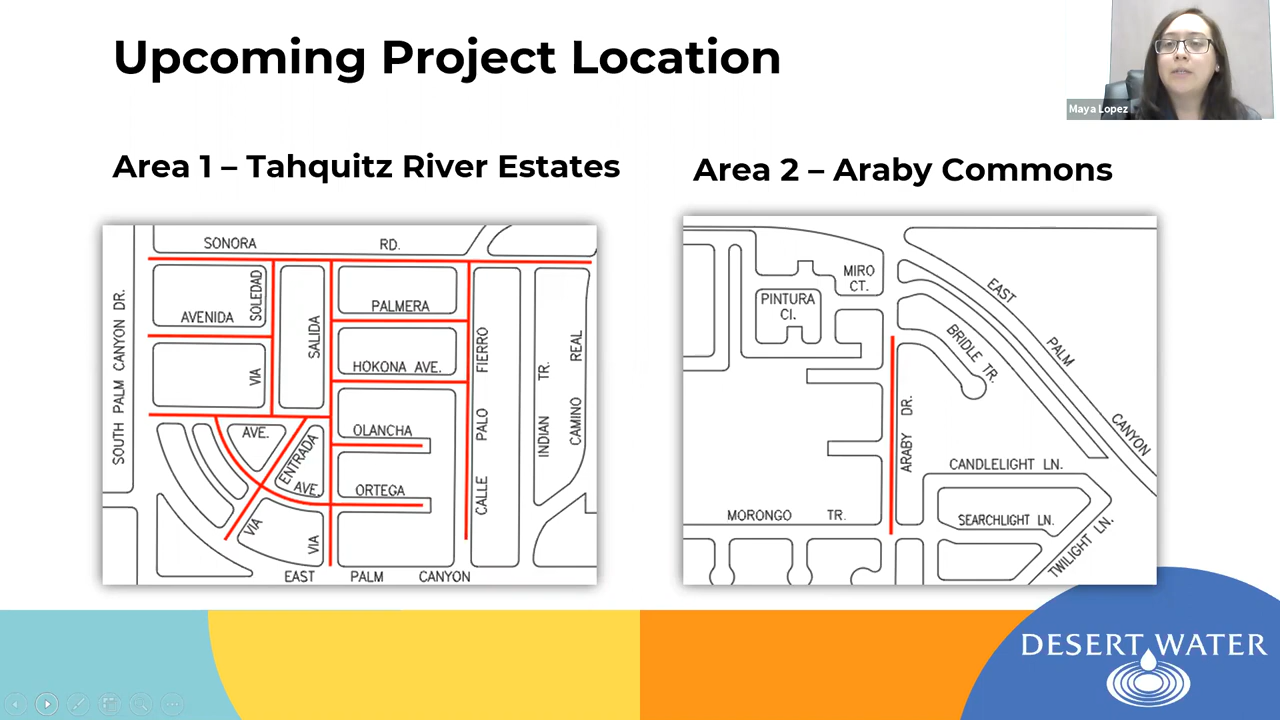 Upcoming Project Location
Maya Lopez
Area 1 – Tahquitz River Estates
SONORA RD.
SOUTH PALM CANYON DR.
AVENIDA
VIA SOLEDAD
SALIDA
PALMERA
HOKONA AVE.
OLANCHA
ORTEGA
AVE.
ENTRADA
AVE.
VIA
VIA
CALLE PALO FIERRO
INDIAN TR.
CAMINO REAL
EAST PALM CANYON
Area 2 – Araby Commons
MIRO
CT.
PINTURA
CI.
EAST PALM CANYON
BRIDLE TR.
ARABY DR.
CANDLELIGHT LN.
SEARCHLIGHT LN.
TWILIGHT LN.
MORONGO TR.
DESERT WATER